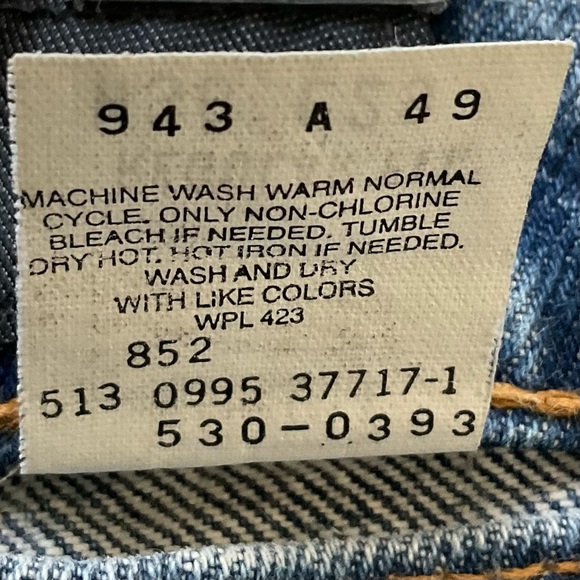 943 A 49
MACHINE WASH WARM NORMAL
CYCLE. ONLY NON-CHLORINE
BLEACH IF NEEDED. TUMBLE
DRY HOT. HOT IRON IF NEEDED.
WASH AND DRY
WITH LIKE COLORS
WPL 423
852
513 0995 37717-1
530-0393